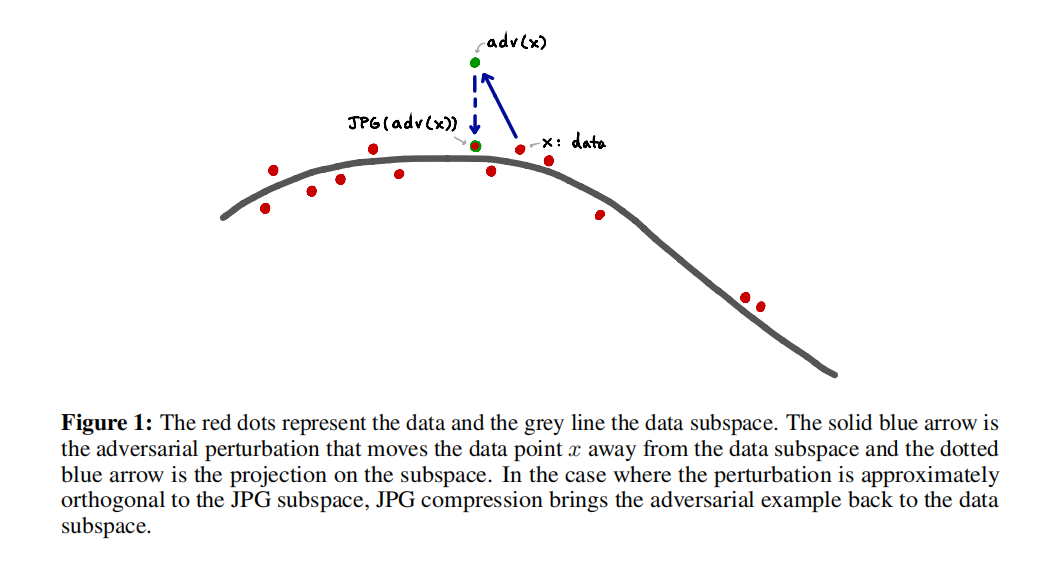 adv(x)
JPG(adv(x))
x: data
Figure 1: The red dots represent the data and the grey line the data subspace. The solid blue arrow is
the adversarial perturbation that moves the data point x away from the data subspace and the dotted
blue arrow is the projection on the subspace. In the case where the perturbation is approximately
orthogonal to the JPG subspace, JPG compression brings the adversarial example back to the data
subspace.